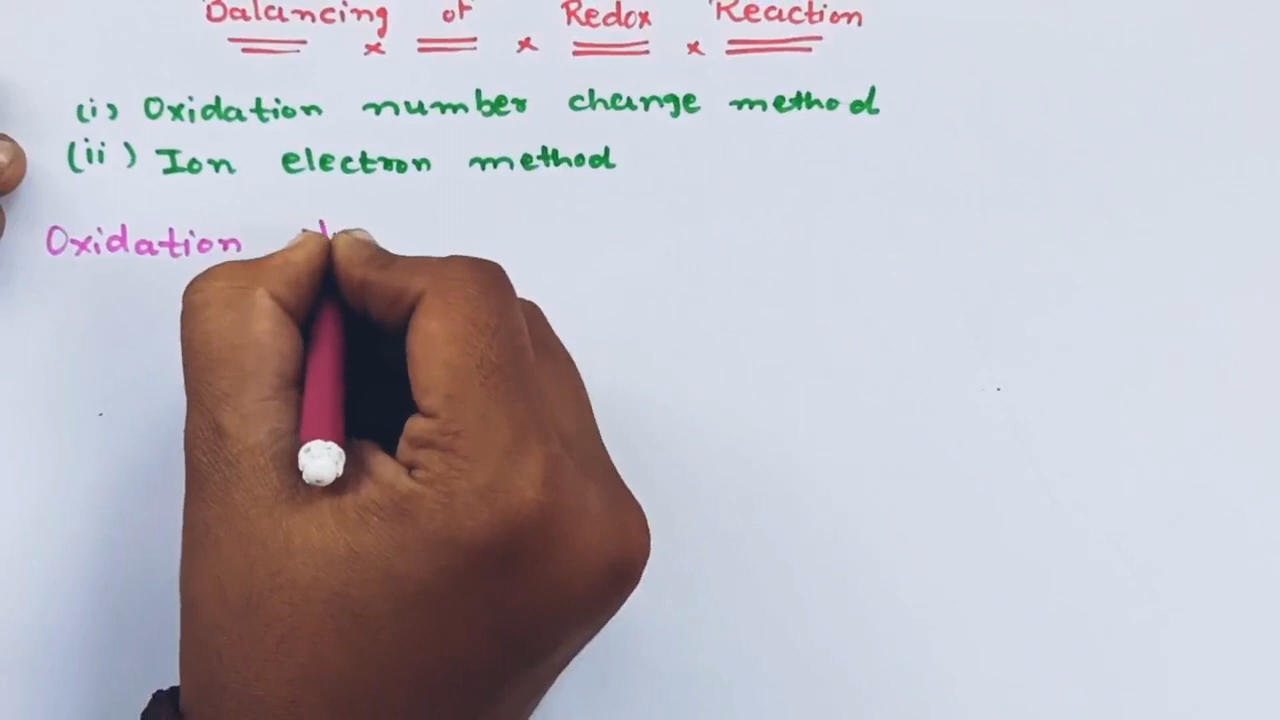 Balancing of Redox Reaction
(i) Oxidation number change method
(ii) Ion electron method
Oxidation